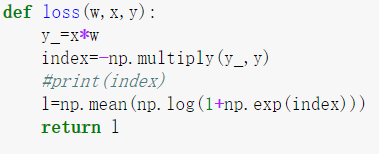 def loss(w,x,y):
    y_=x*w
    index=-np.multiply(y_,y)
    #print(index)
    l=np.mean(np.log(1+np.exp(index)))
    return l